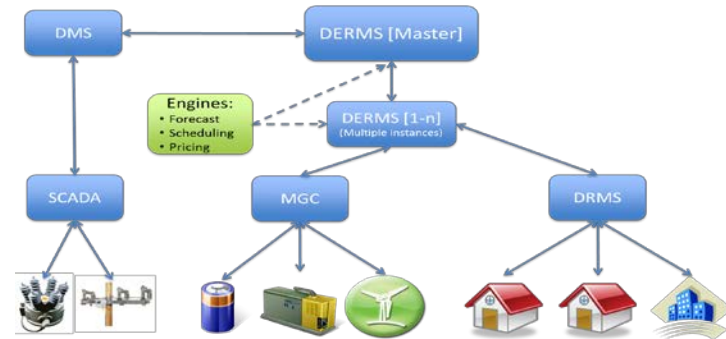 DMS
DERMS [Master]
Engines:
• Forecast
• Scheduling
• Pricing
DERMS [1-n]
(Multiple instances)
SCADA
MGC
DRMS